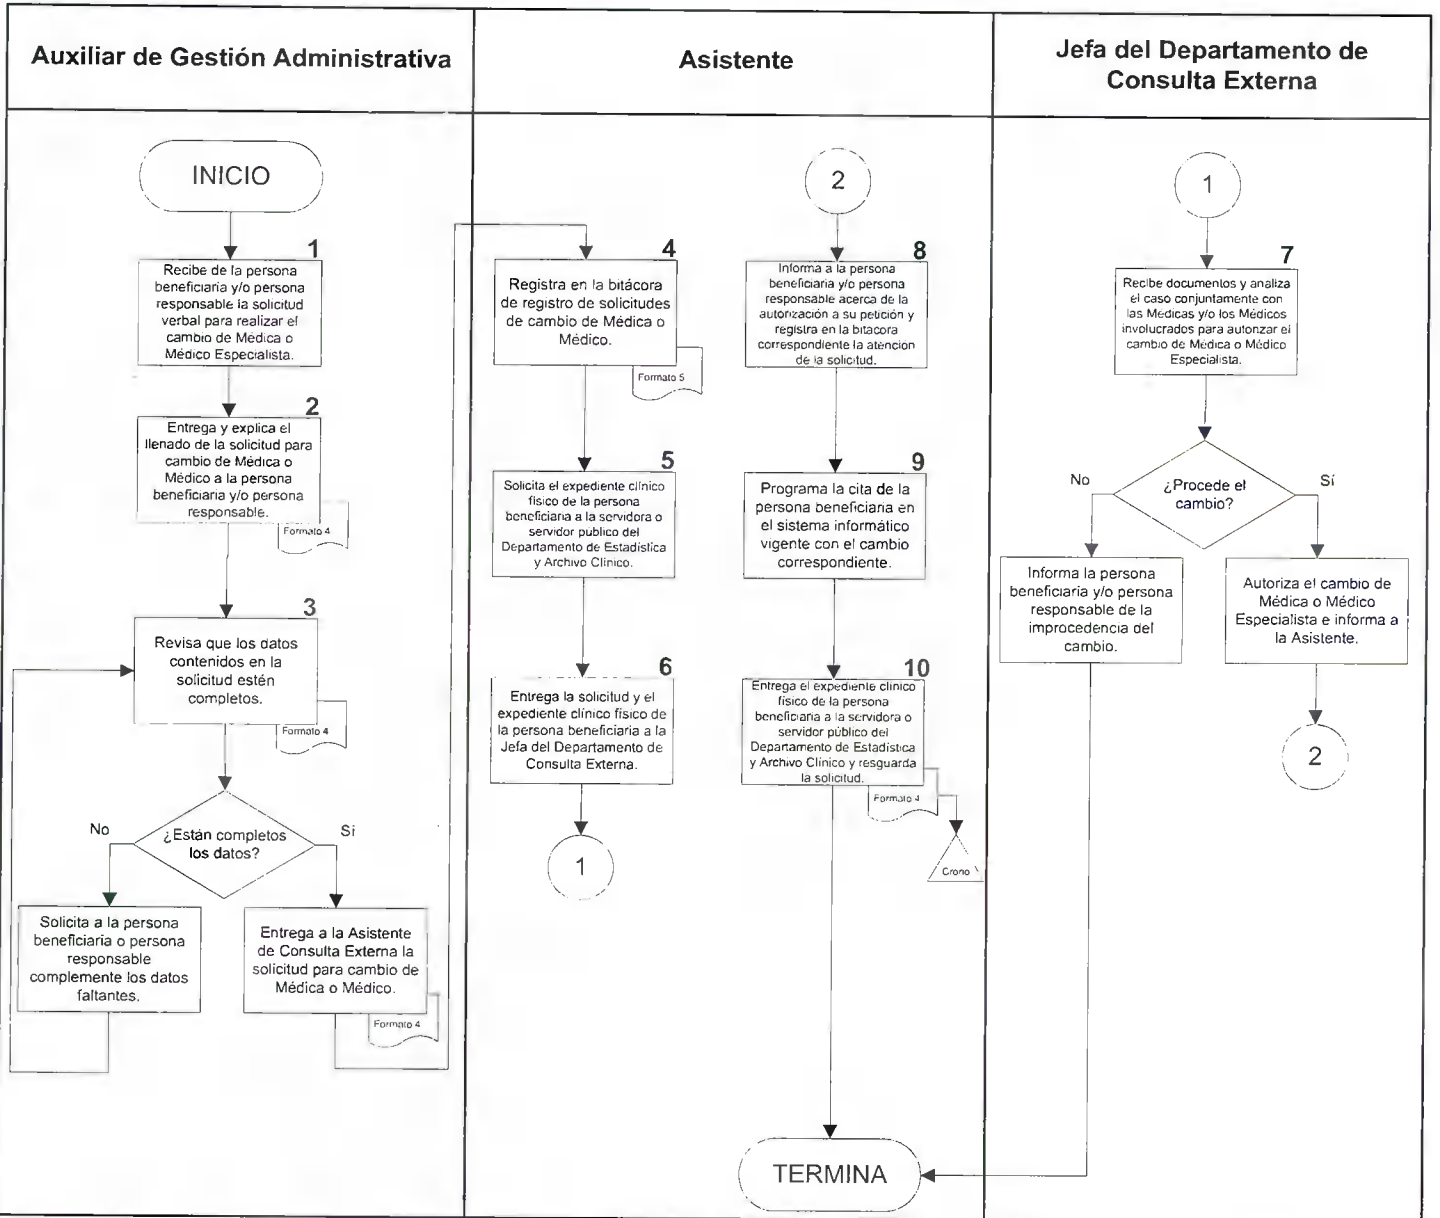 Auxiliar de Gestión Administrativa
Asistente
Jefa del Departamento de
Consulta Externa
INICIO
1
Recibe de la persona
beneficiaria y/o persona
responsable la solicitud
verbal para realizar el
cambio de Médica o
Médico Especialista.
2
Entrega y explica el
llenado de la solicitud para
cambio de Médica o
Médico a la persona
beneficiaria y/o persona
responsable.
Formato 4
3
Revisa que los datos
contenidos en la
solicitud estén
completos.
Formato 4
¿Están completos
los datos?
No
Sí
Solicita a la persona
beneficiaria o persona
responsable
complemente los datos
faltantes.
Entrega a la Asistente
de Consulta Externa la
solicitud para cambio de
Médica o Médico.
Formato 4
4
Registra en la bitácora
de registro de solicitudes
de cambio de Médica o
Médico.
Formato 5
5
Solicita el expediente clínico
físico de la persona
beneficiaria a la servidora o
servidor público del
Departamento de Estadística
y Archivo Clínico.
6
Entrega la solicitud y el
expediente clínico físico de
la persona beneficiaria a la
Jefa del Departamento de
Consulta Externa.
1
2
8
Informa a la persona
beneficiaria y/o persona
responsable acerca de la
autorización a su petición y
registra en la bitacora
correspondiente la atención
de la solicitud.
9
Programa la cita de la
persona beneficiaria en
el sistema informático
vigente con el cambio
correspondiente.
10
Entrega el expediente clínico
físico de la persona
beneficiaria a la servidora o
servidor público del
Departamento de Estadística
y Archivo Clínico y resguarda
la solicitud.
Formato 4
Crono
TERMINA
1
7
Recibe documentos y analiza
el caso conjuntamente con
las Médicas y/o los Médicos
involucrados para autorizar el
cambio de Médica o Médico
Especialista.
¿Procede el
cambio?
No
Sí
Informa la persona
beneficiaria y/o persona
responsable de la
improcedencia del
cambio.
Autoriza el cambio de
Médica o Médico
Especialista e informa a
la Asistente.
2